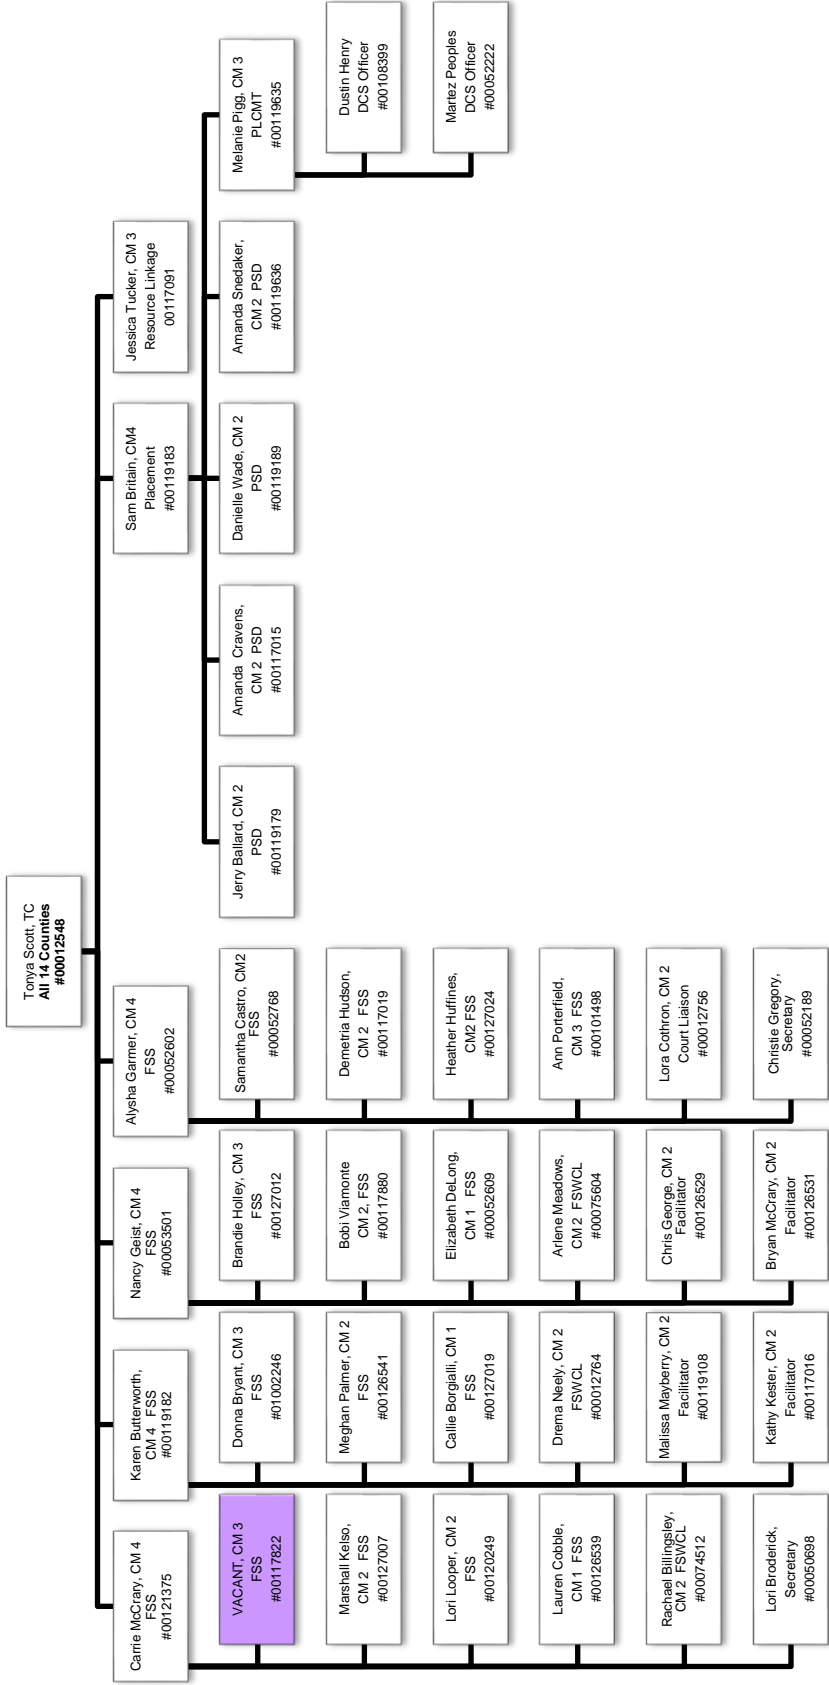 Tonya Scott, TC
All 14 Counties
#00012548
Carrie McCrary, CM 4
FSS
#00121375
Karen Butterworth,
CM 4 FSS
#00119182
Nancy Geist, CM 4
FSS
#00053501
Alysha Garmer, CM 4
FSS
#00052602
Sam Britain, CM4
Placement
#00119183
Jessica Tucker, CM 3
Resource Linkage
00117091
VACANT, CM 3
FSS
#00117822
Donna Bryant, CM 3
FSS
#01002246
Brandie Holley, CM 3
FSS
#00127012
Samantha Castro, CM2
FSS
#00052768
Jerry Ballard, CM 2
PSD
#00119179
Amanda Cravens,
CM 2 PSD
#00117015
Danielle Wade, CM 2
PSD
#00119189
Amanda Snedaker,
CM 2 PSD
#00119636
Melanie Pigg, CM 3
PLCMT
#00119635
Marshall Kelso,
CM 2 FSS
#00127007
Meghan Palmer, CM 2
FSS
#00126541
Bobi Viamonte
CM 2, FSS
#00117880
Demetria Hudson,
CM 2 FSS
#00117019
Dustin Henry
DCS Officer
#00108399
Lori Looper, CM 2
FSS
#00120249
Callie Borgialli, CM 1
FSS
#00127019
Elizabeth DeLong,
CM 1 FSS
#00052609
Heather Huffines,
CM2 FSS
#00127024
Martez Peoples
DCS Officer
#00052222
Lauren Cobble,
CM 1 FSS
#00126539
Drema Neely, CM 2
FSWCL
#00012764
Arlene Meadows,
CM 2 FSWCL
#00075604
Ann Porterfield,
CM 3 FSS
#00101498
Rachael Billingsley,
CM 2 FSWCL
#00074512
Malissa Mayberry, CM 2
Facilitator
#00119108
Chris George, CM 2
Facilitator
#00126529
Lora Cothron, CM 2
Court Liaison
#00012756
Lori Broderick,
Secretary
#00050698
Kathy Kester, CM 2
Facilitator
#00117016
Bryan McCrary, CM 2
Facilitator
#00126531
Christie Gregory,
Secretary
#00052189